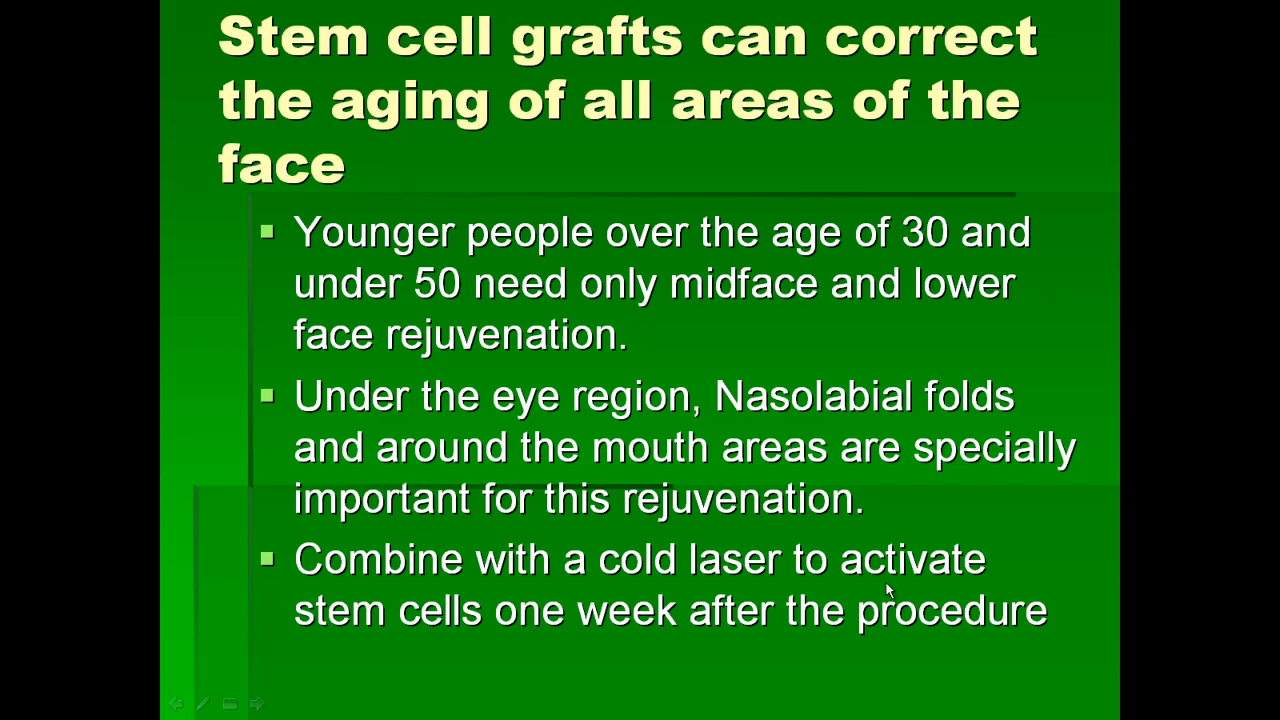 Stem cell grafts can correct
the aging of all areas of the
face
Younger people over the age of 30 and
under 50 need only midface and lower
face rejuvenation.
Under the eye region, Nasolabial folds
and around the mouth areas are specially
important for this rejuvenation.
Combine with a cold laser to activate
stem cells one week after the procedure